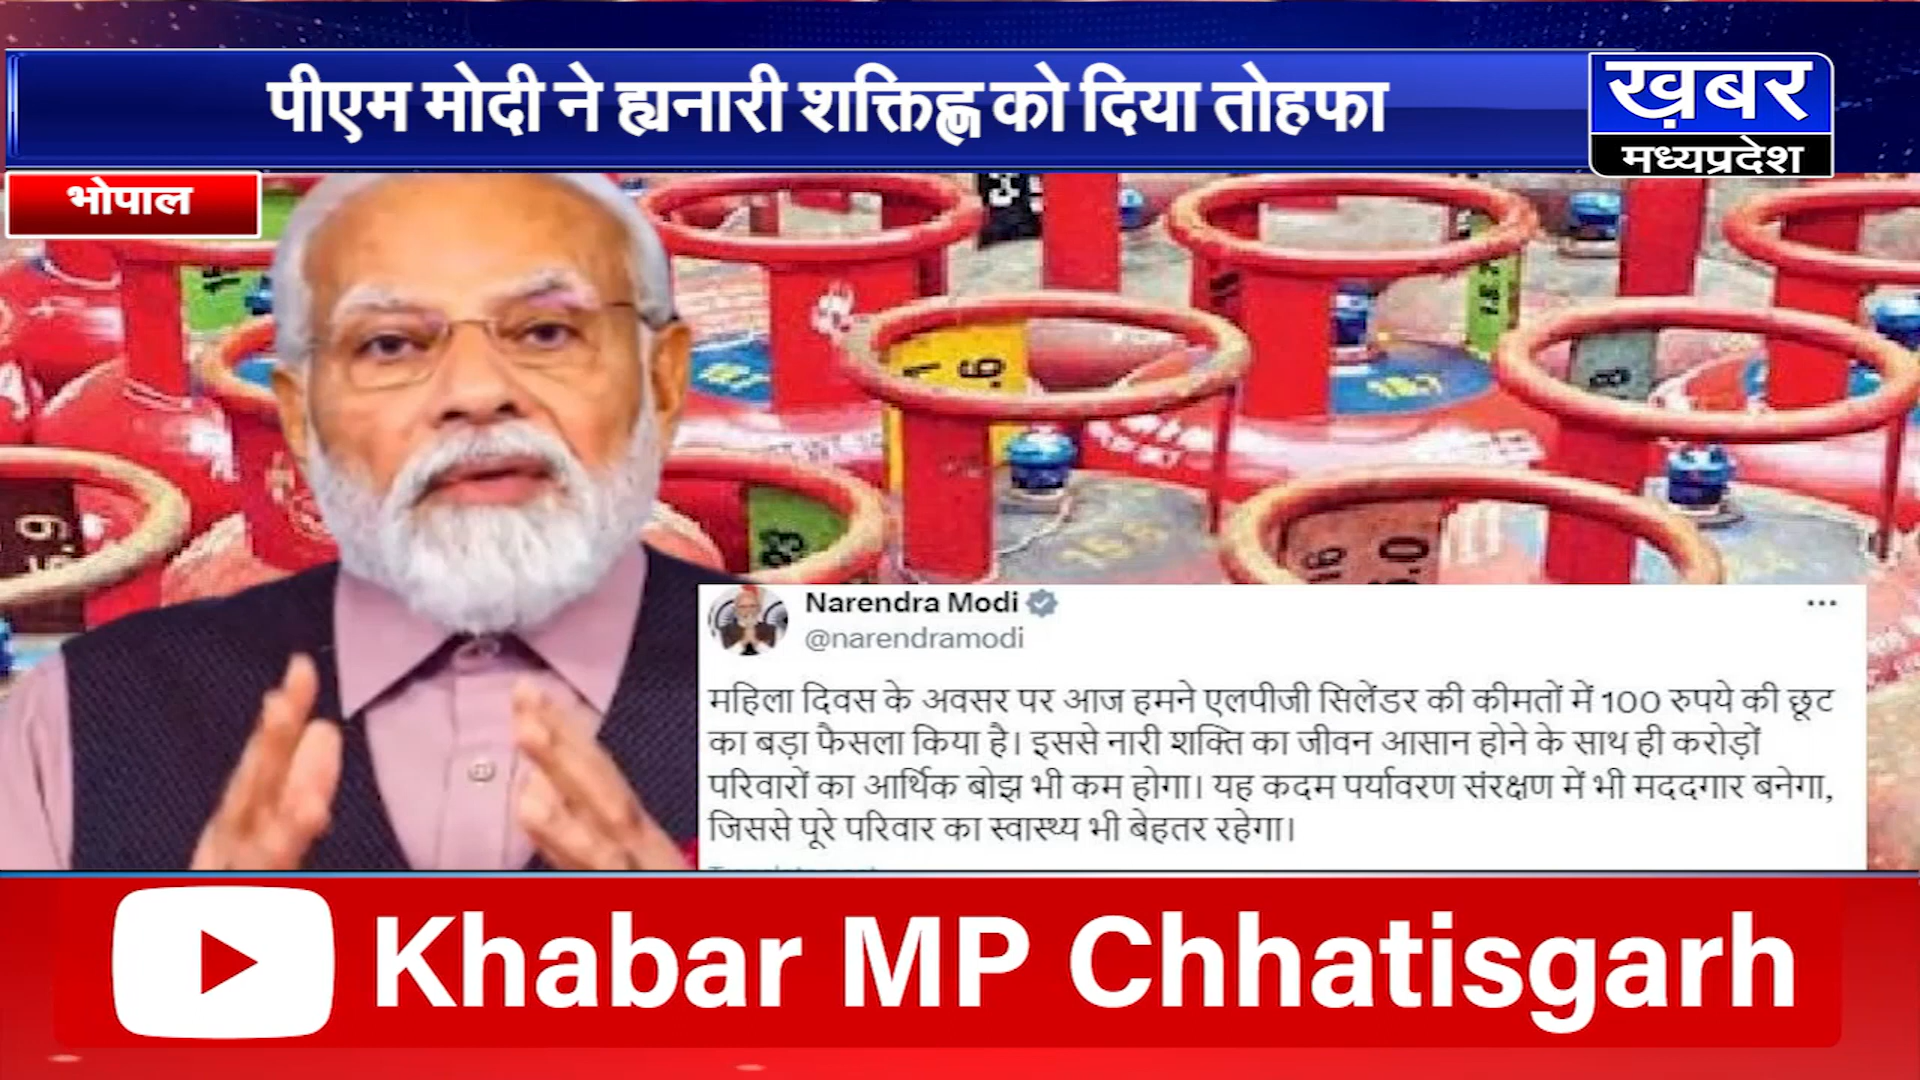 पीएम मोदी ने ह्यनारी शक्तिह्ण को दिया तोहफा
ख़बर
मध्यप्रदेश
भोपाल
Narendra Modi
@narendramodi
महिला दिवस के अवसर पर आज हमने एलपीजी सिलेंडर की कीमतों में 100 रुपये की छूट
का बड़ा फैसला किया है। इससे नारी शक्ति का जीवन आसान होने के साथ ही करोड़ों
परिवारों का आर्थिक बोझ भी कम होगा। यह कदम पर्यावरण संरक्षण में भी मददगार बनेगा,
जिससे पूरे परिवार का स्वास्थ्य भी बेहतर रहेगा।
Khabar MP Chhatisgarh